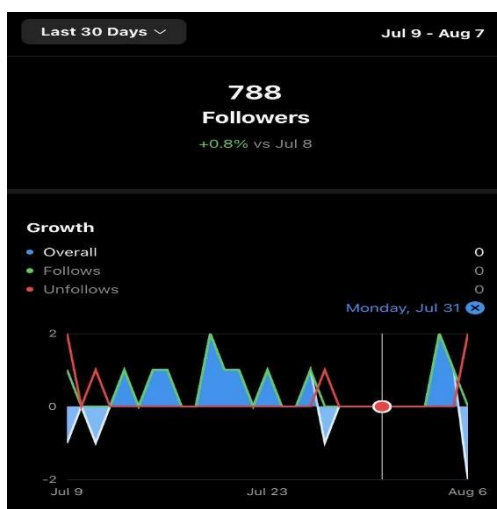 Last 30 Days Jul 9 - Aug 7
788
Followers
+0.8% vs Jul 8
Growth
Overall 0
Follows 0
Unfollows 0
Monday, Jul 31
2
0
-2
Jul 9 Jul 23 Aug 6